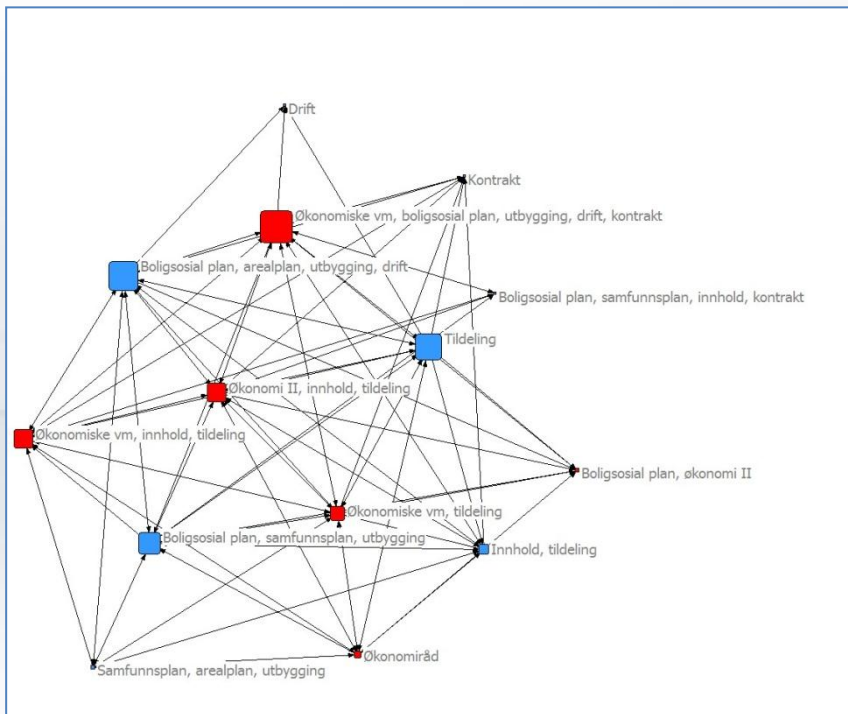 Drift
Kontrakt
Økonomiske vm, boligsosial plan, utbygging, drift, kontrakt
Boligsosial plan, arealplan, utbygging, drift
Boligsosial plan, samfunnsplan, innhold, kontrakt
Tildeling
Økonomi II, innhold, tildeling
Økonomiske vm, innhold, tildeling
Boligsosial plan, økonomi II
Økonomiske vm, tildeling
Boligsosial plan, samfunnsplan, utbygging
Innhold, tildeling
Økonomiråd
Samfunnsplan, arealplan, utbygging